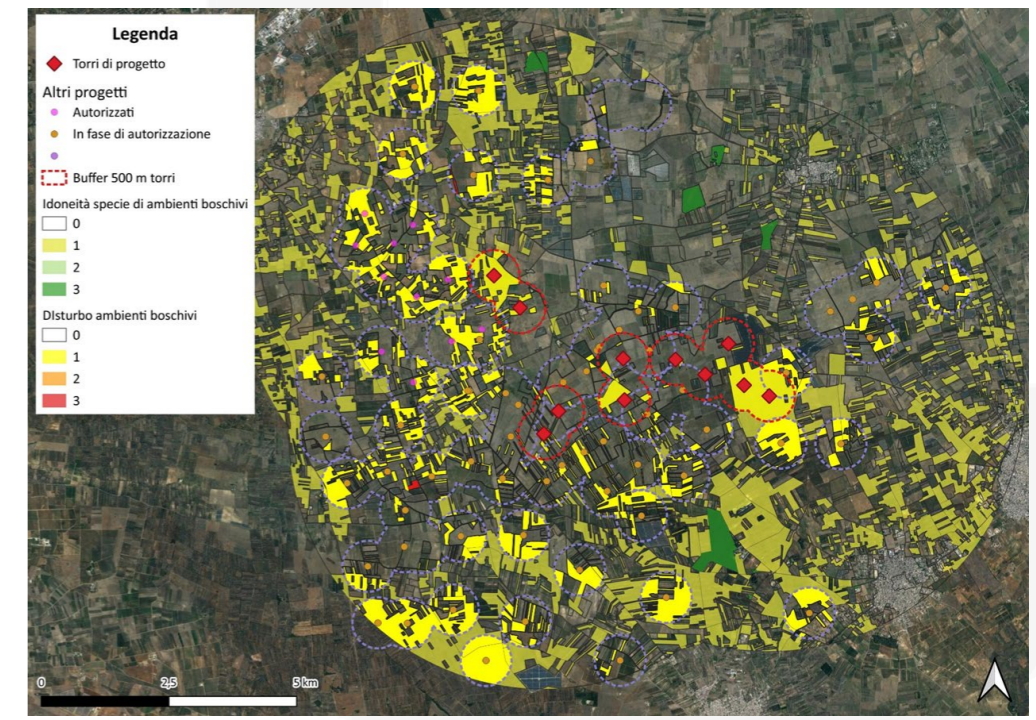 Legenda
Torri di progetto
Altri progetti
Autorizzati
In fase di autorizzazione
Buffer 500 m torri
Idoneità specie di ambienti boschivi
0
1
2
3
DIsturbo ambienti boschivi
0
1
2
3
0 2,5 5 km